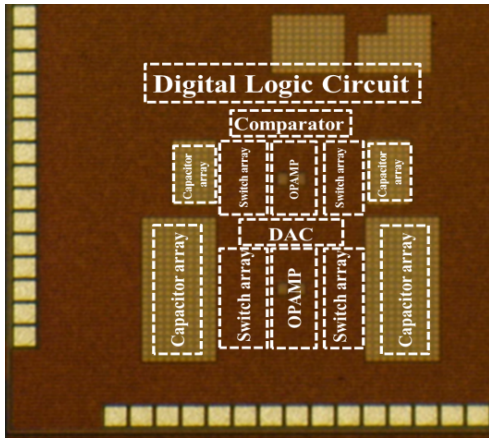 Digital Logic Circuit
Comparator
Capacitor
array
Switch array
OPAMP
Switch array
Capacitor
array
DAC
Capacitor array
Switch array
OPAMP
Switch array
Capacitor array